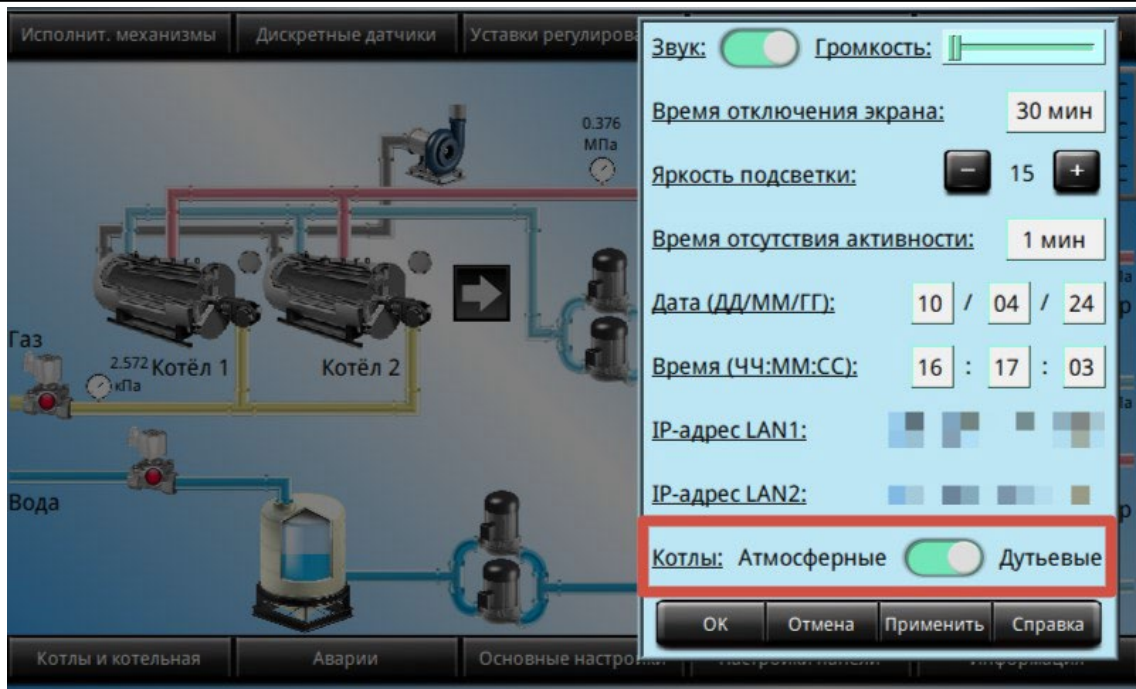 Исполнит. механизмы
Дискретные датчики
Уставки регулирова
Звук:
Громкость:
Время отключения экрана:
30 мин
Яркость подсветки:
−
15
+
Время отсутствия активности:
1 мин
Дата (ДД/ММ/ГГ):
10 / 04 / 24
Время (ЧЧ:ММ:СС):
16 : 17 : 03
IP-адрес LAN1:
IP-адрес LAN2:
Котлы: Атмосферные
Дутьевые
ОК
Отмена
Применить
Справка
0.376
МПа
Газ
2.572
кПа
Котёл 1
Котёл 2
Вода
Котлы и котельная
Аварии
Основные настройки